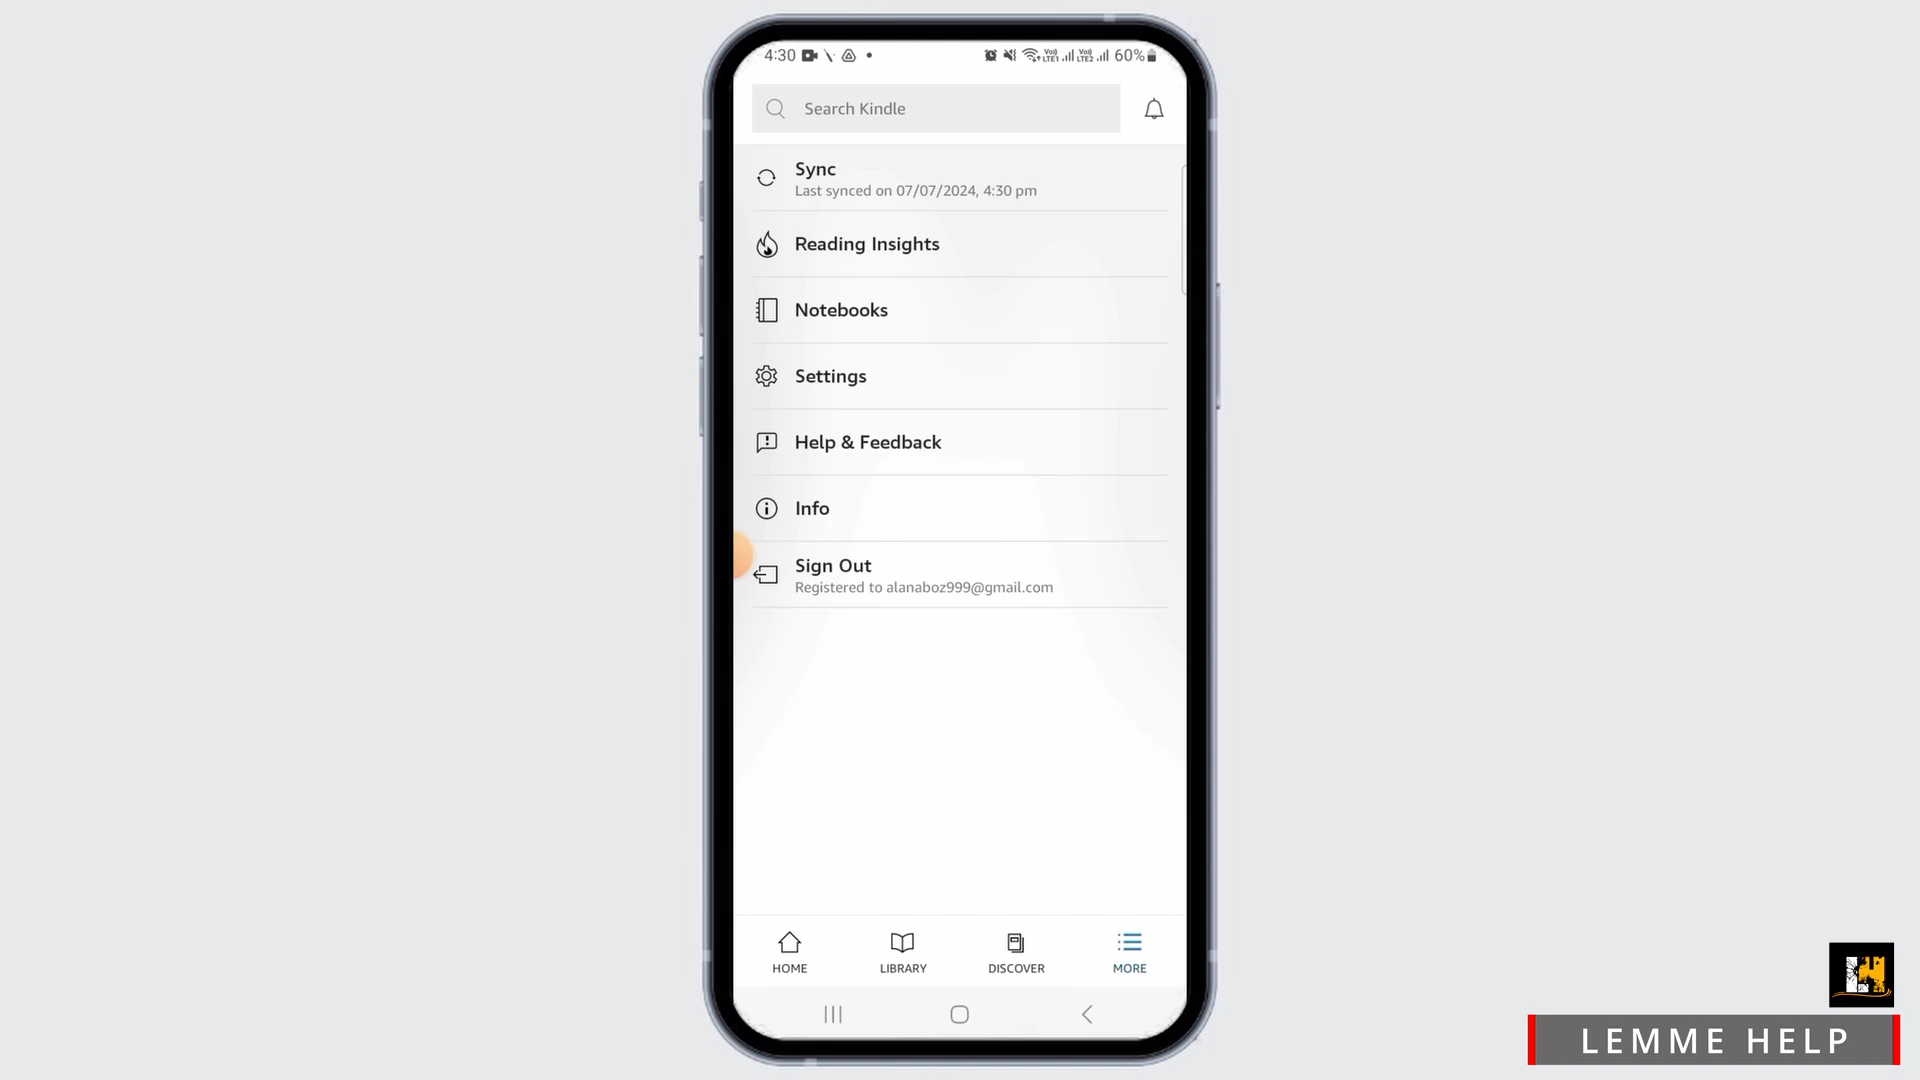 4:30 60%
Search Kindle
Sync
Last synced on 07/07/2024, 4:30 pm
Reading Insights
Notebooks
Settings
Help & Feedback
Info
Sign Out
Registered to alanaboz999@gmail.com
HOME LIBRARY DISCOVER MORE
LEMME HELP